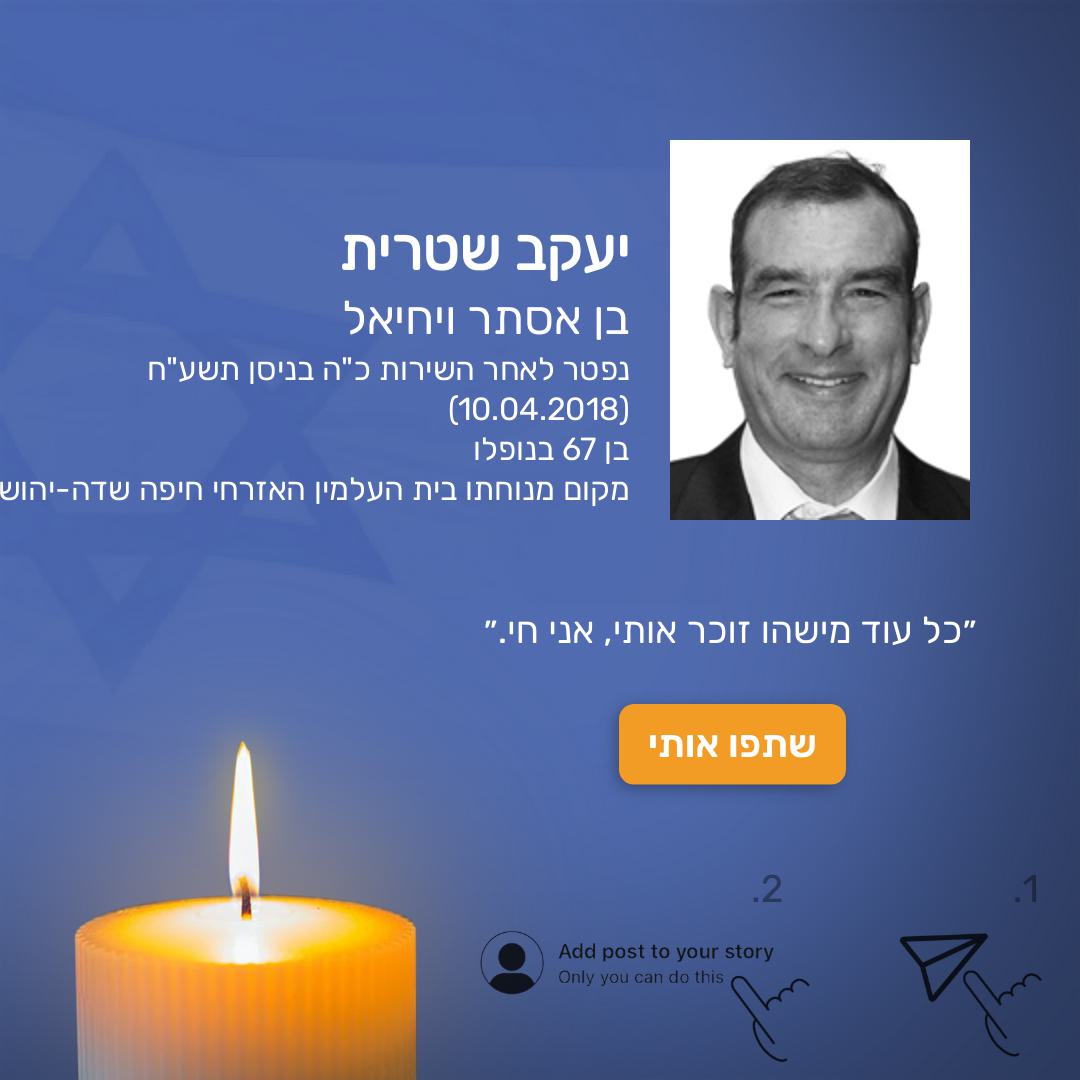 יעקב שטרית
בן אסתר ויחיאל
נפטר לאחר השירות כ"ה בניסן תשע"ח
(10.04.2018)
בן 67 בנופלו
מקום מנוחתו בית העלמין האזרחי חיפה שדה-יהוש
״כל עוד מישהו זוכר אותי, אני חי.״
שתפו אותי
.1
.2
Add post to your story
Only you can do this